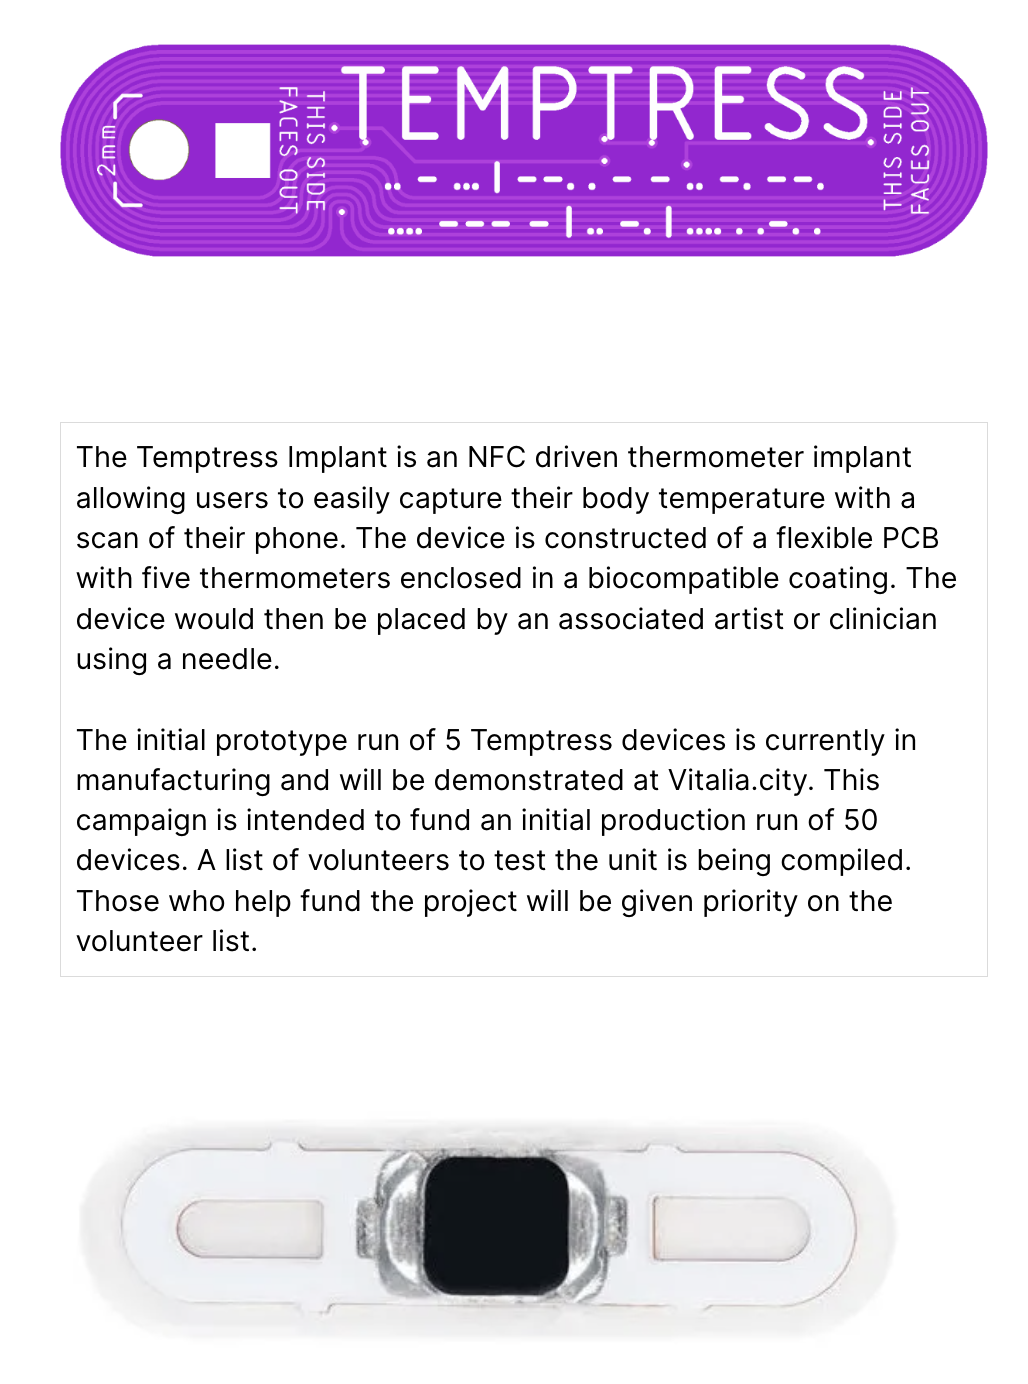 2mm
THIS SIDE
FACES OUT
TEMPTRESS
.. - ...|--. . - - .. -. --.
.... --- -|.. -.|.... . .-. .
THIS SIDE
FACES OUT
The Temptress Implant is an NFC driven thermometer implant
allowing users to easily capture their body temperature with a
scan of their phone. The device is constructed of a flexible PCB
with five thermometers enclosed in a biocompatible coating. The
device would then be placed by an associated artist or clinician
using a needle.
The initial prototype run of 5 Temptress devices is currently in
manufacturing and will be demonstrated at Vitalia.city. This
campaign is intended to fund an initial production run of 50
devices. A list of volunteers to test the unit is being compiled.
Those who help fund the project will be given priority on the
volunteer list.